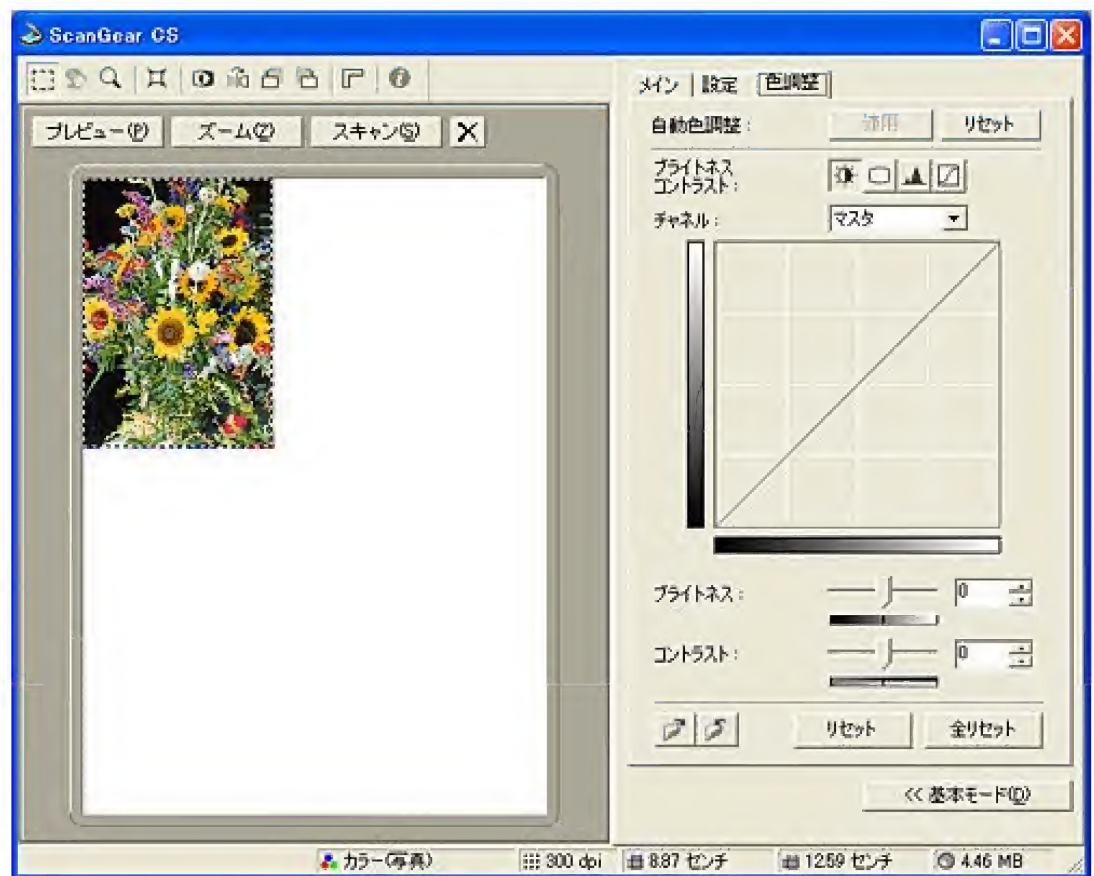 ScanGear CS
メイン 設定 色調整
プレビュー(P) ズーム(Z) スキャン(S)
自動色調整： 適用 リセット
ブライトネス
コントラスト：
チャネル： マスタ
ブライトネス： 0
コントラスト： 0
リセット 全リセット
<< 基本モード(D)
カラー(写真) 300 dpi 8.87 センチ 12.59 センチ 4.46 MB